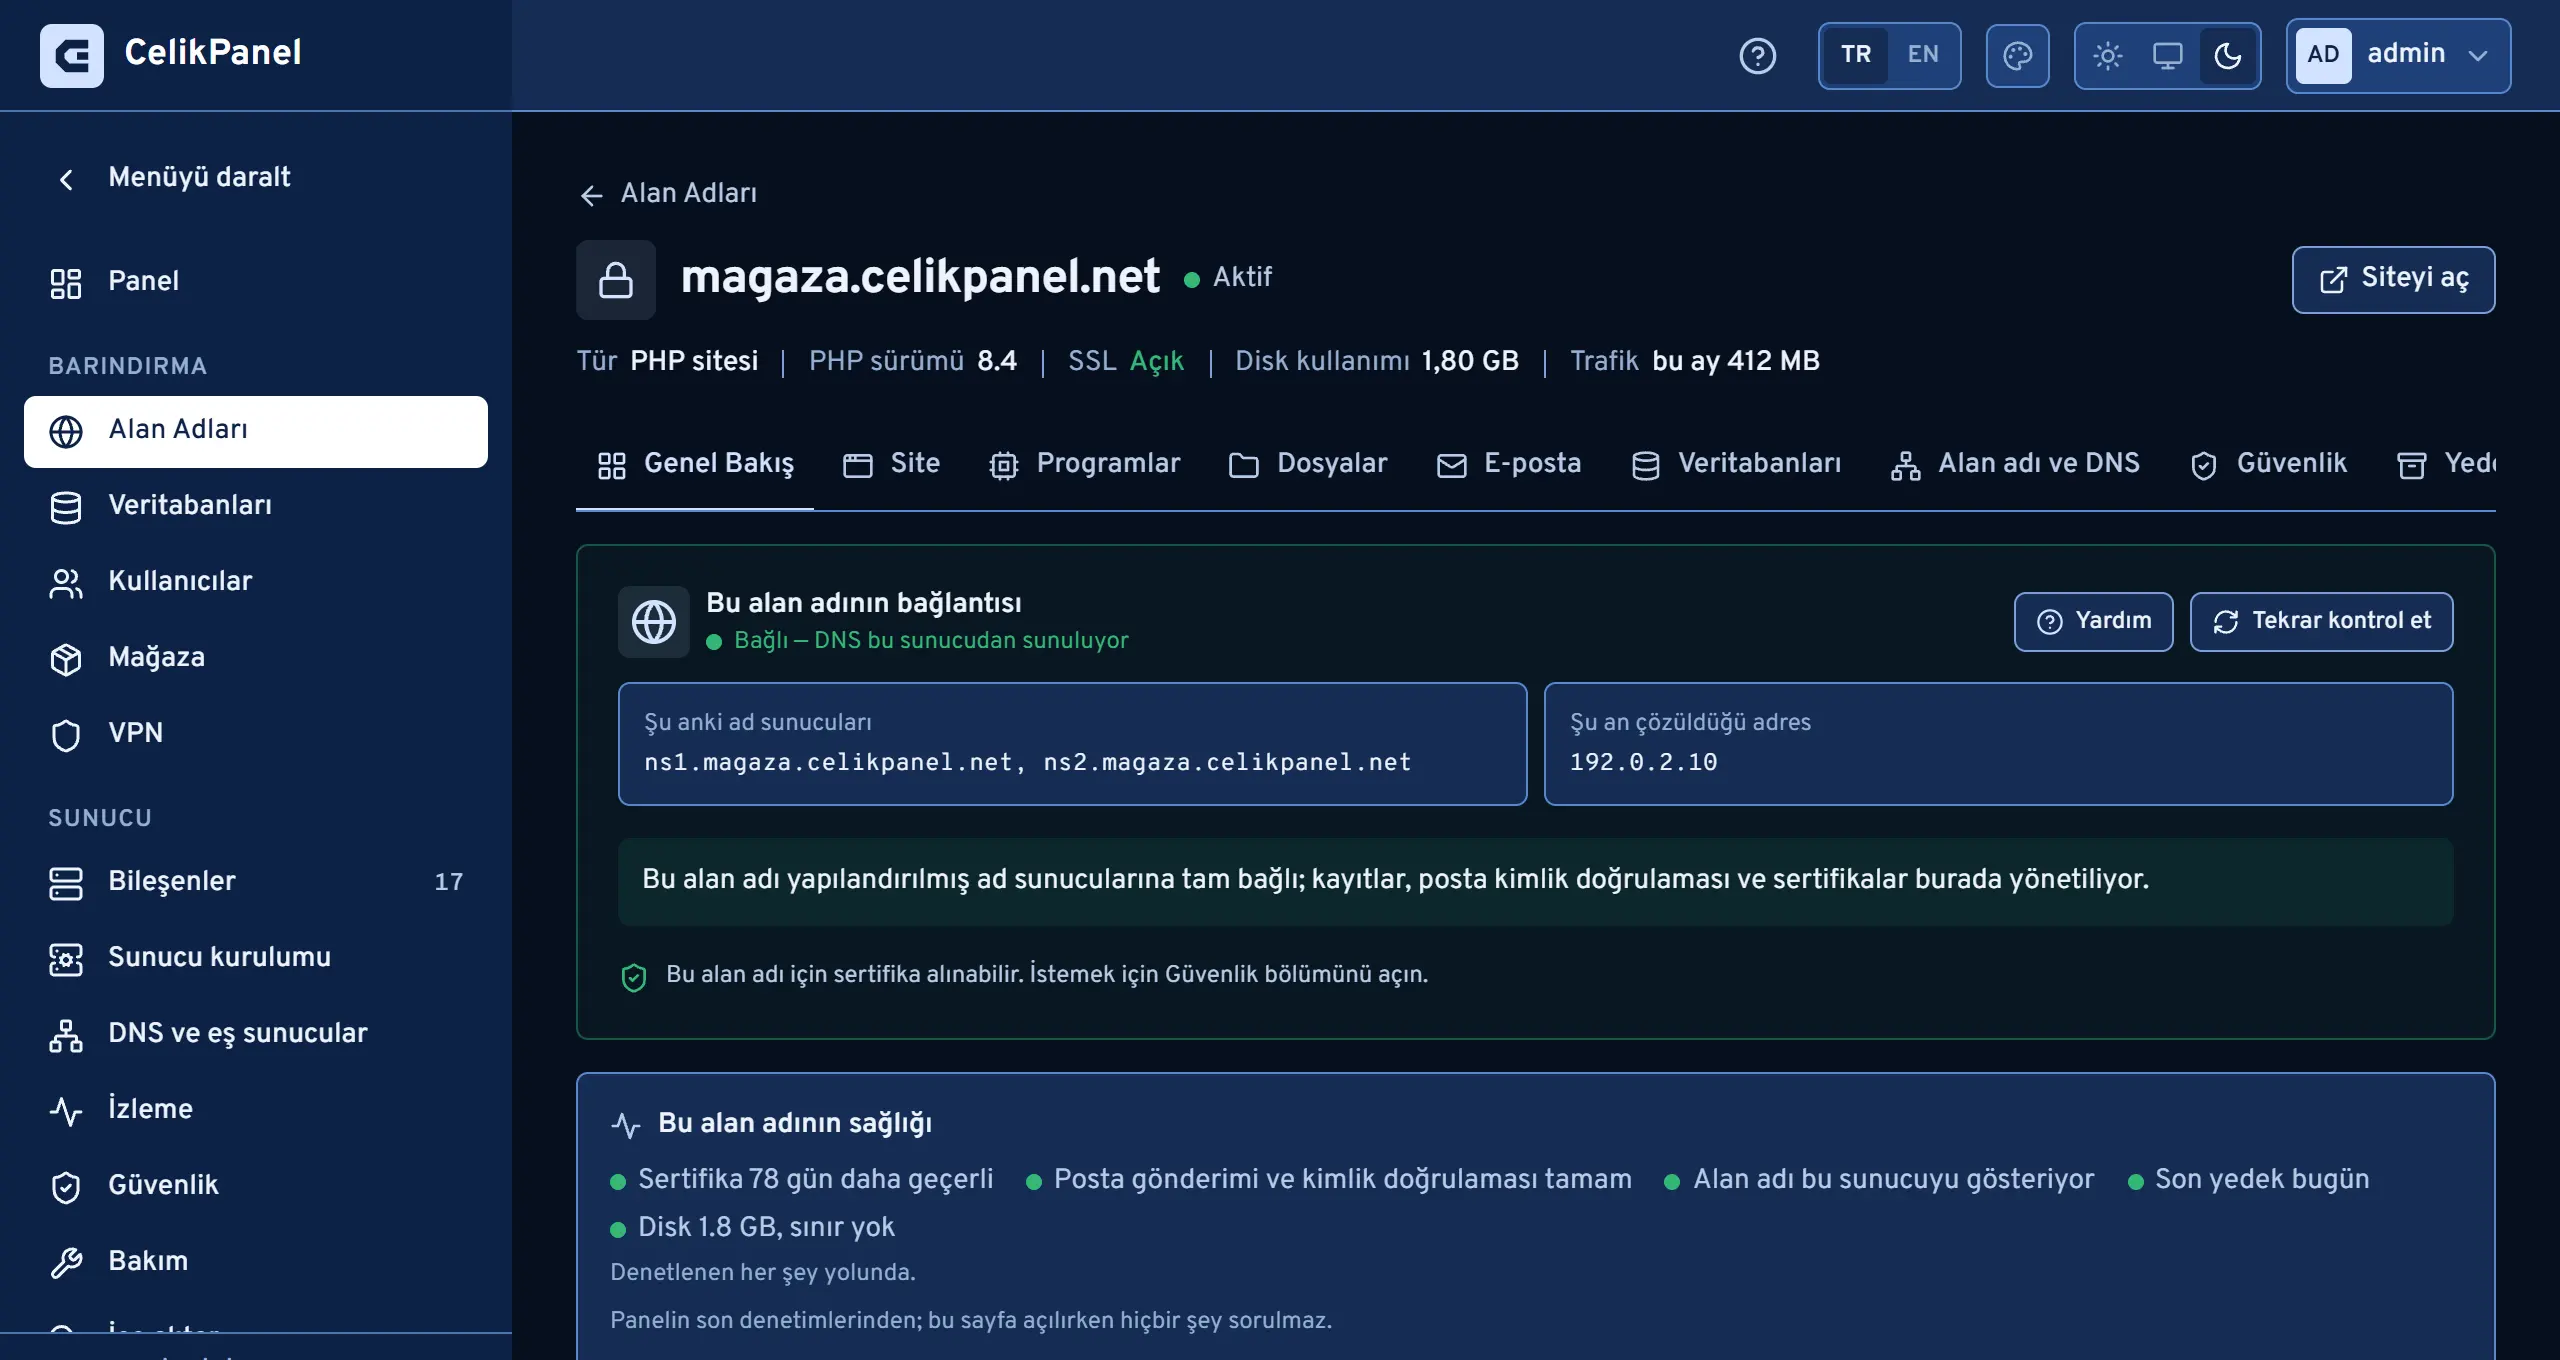 CelikPanel
TR EN
AD admin
Menüyü daralt
Panel
BARINDIRMA
Alan Adları
Veritabanları
Kullanıcılar
Mağaza
VPN
SUNUCU
Bileşenler 17
Sunucu kurulumu
DNS ve eş sunucular
İzleme
Güvenlik
Bakım
Alan Adları
magaza.celikpanel.net Aktif
Siteyi aç
Tür PHP sitesi | PHP sürümü 8.4 | SSL Açık | Disk kullanımı 1,80 GB | Trafik bu ay 412 MB
Genel Bakış Site Programlar Dosyalar E-posta Veritabanları Alan adı ve DNS Güvenlik
Bu alan adının bağlantısı
Bağlı — DNS bu sunucudan sunuluyor
Yardım Tekrar kontrol et
Şu anki ad sunucuları
ns1.magaza.celikpanel.net, ns2.magaza.celikpanel.net
Şu an çözüldüğü adres
192.0.2.10
Bu alan adı yapılandırılmış ad sunucularına tam bağlı; kayıtlar, posta kimlik doğrulaması ve sertifikalar burada yönetiliyor.
Bu alan adı için sertifika alınabilir. İstemek için Güvenlik bölümünü açın.
Bu alan adının sağlığı
Sertifika 78 gün daha geçerli Posta gönderimi ve kimlik doğrulaması tamam Alan adı bu sunucuyu gösteriyor Son yedek bugün
Disk 1.8 GB, sınır yok
Denetlenen her şey yolunda.
Panelin son denetimlerinden; bu sayfa açılırken hiçbir şey sorulmaz.